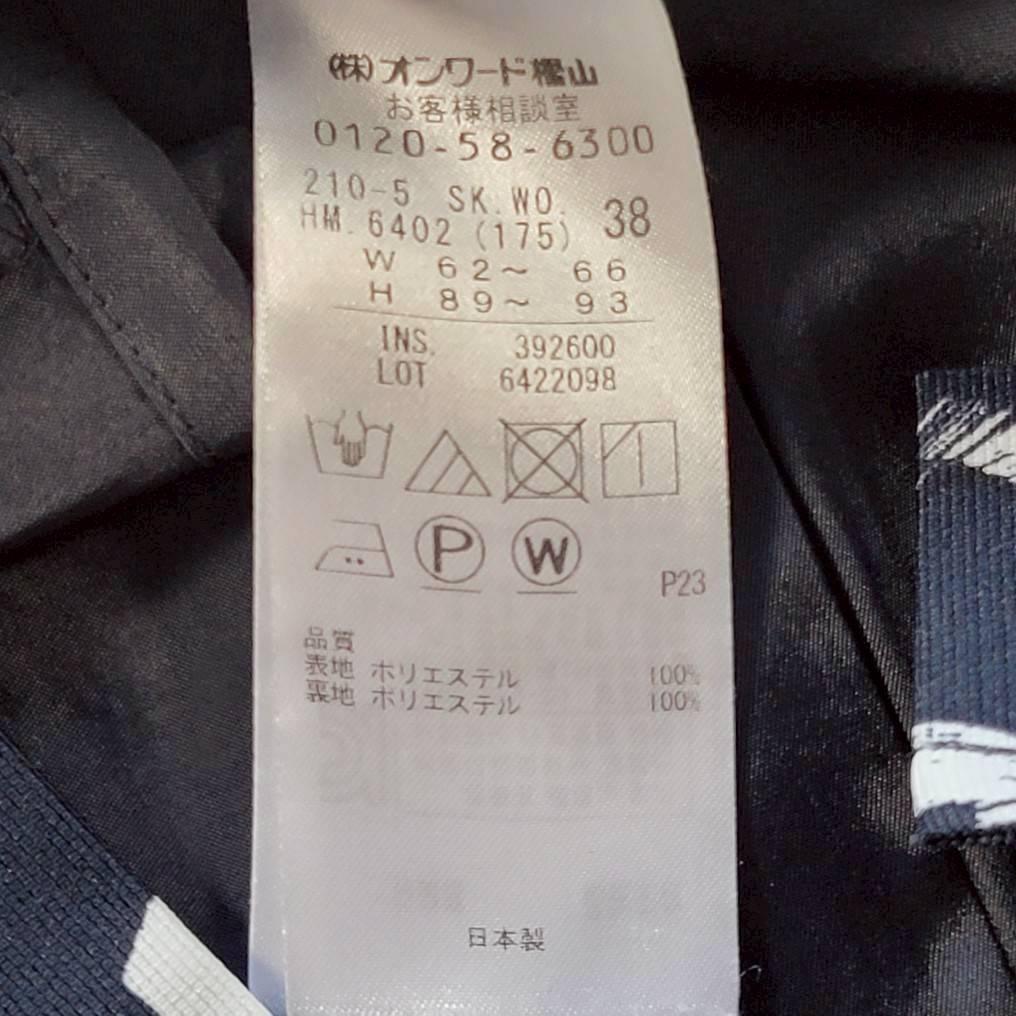 (株)オンワード樫山
お客様相談室
0120-58-6300
210-5 SK.WO. 38
HM.6402 (175)
W 62～ 66
H 89～ 93
INS. 392600
LOT 6422098
P W
P23
品質
表地 ポリエステル 100%
裏地 ポリエステル 100%
日本製